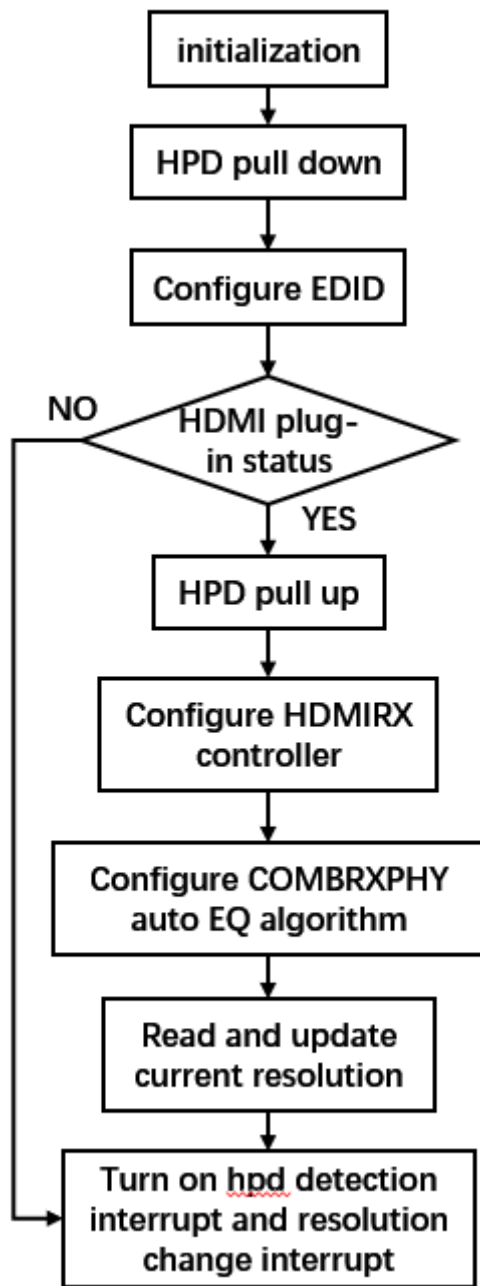 initialization
HPD pull down
Configure EDID
NO
HDMI plug-
in status
YES
HPD pull up
Configure HDMIRX
controller
Configure COMBRXPHY
auto EQ algorithm
Read and update
current resolution
Turn on hpd detection
interrupt and resolution
change interrupt